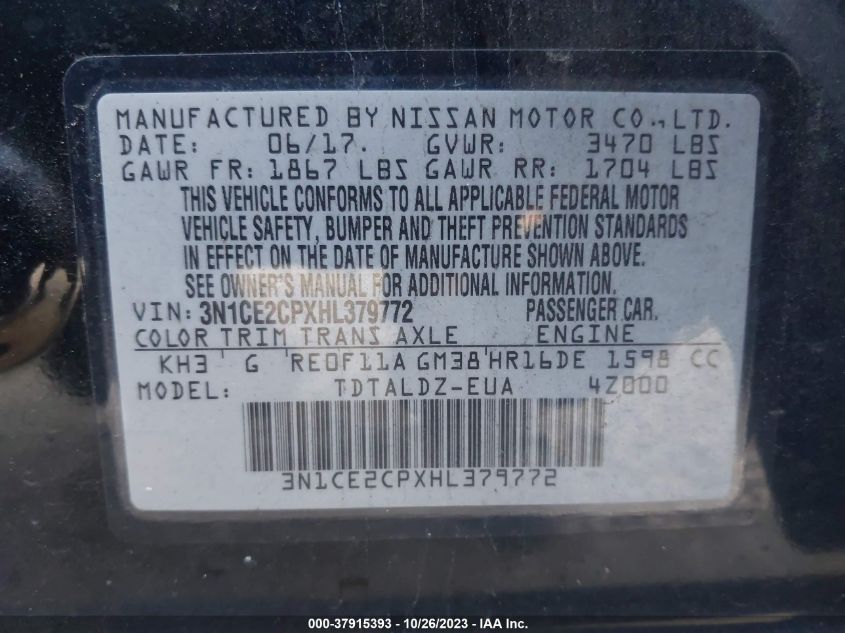 MANUFACTURED BY NISSAN MOTOR CO., LTD.
DATE: 06/17. GVWR: 3470 LBS
GAWR FR: 1867 LBS GAWR RR: 1704 LBS
THIS VEHICLE CONFORMS TO ALL APPLICABLE FEDERAL MOTOR
VEHICLE SAFETY, BUMPER AND THEFT PREVENTION STANDARDS
IN EFFECT ON THE DATE OF MANUFACTURE SHOWN ABOVE.
SEE OWNER'S MANUAL FOR ADDITIONAL INFORMATION.
VIN: 3N1CE2CPXHL379772 PASSENGER CAR.
COLOR TRIM TRANS AXLE ENGINE
KH3 G RE0F11A GM38 HR16DE 1598 CC
MODEL: TDTALDZ-EUA 4Z000
3N1CE2CPXHL379772
000-37915393 - 10/26/2023 - IAA Inc.